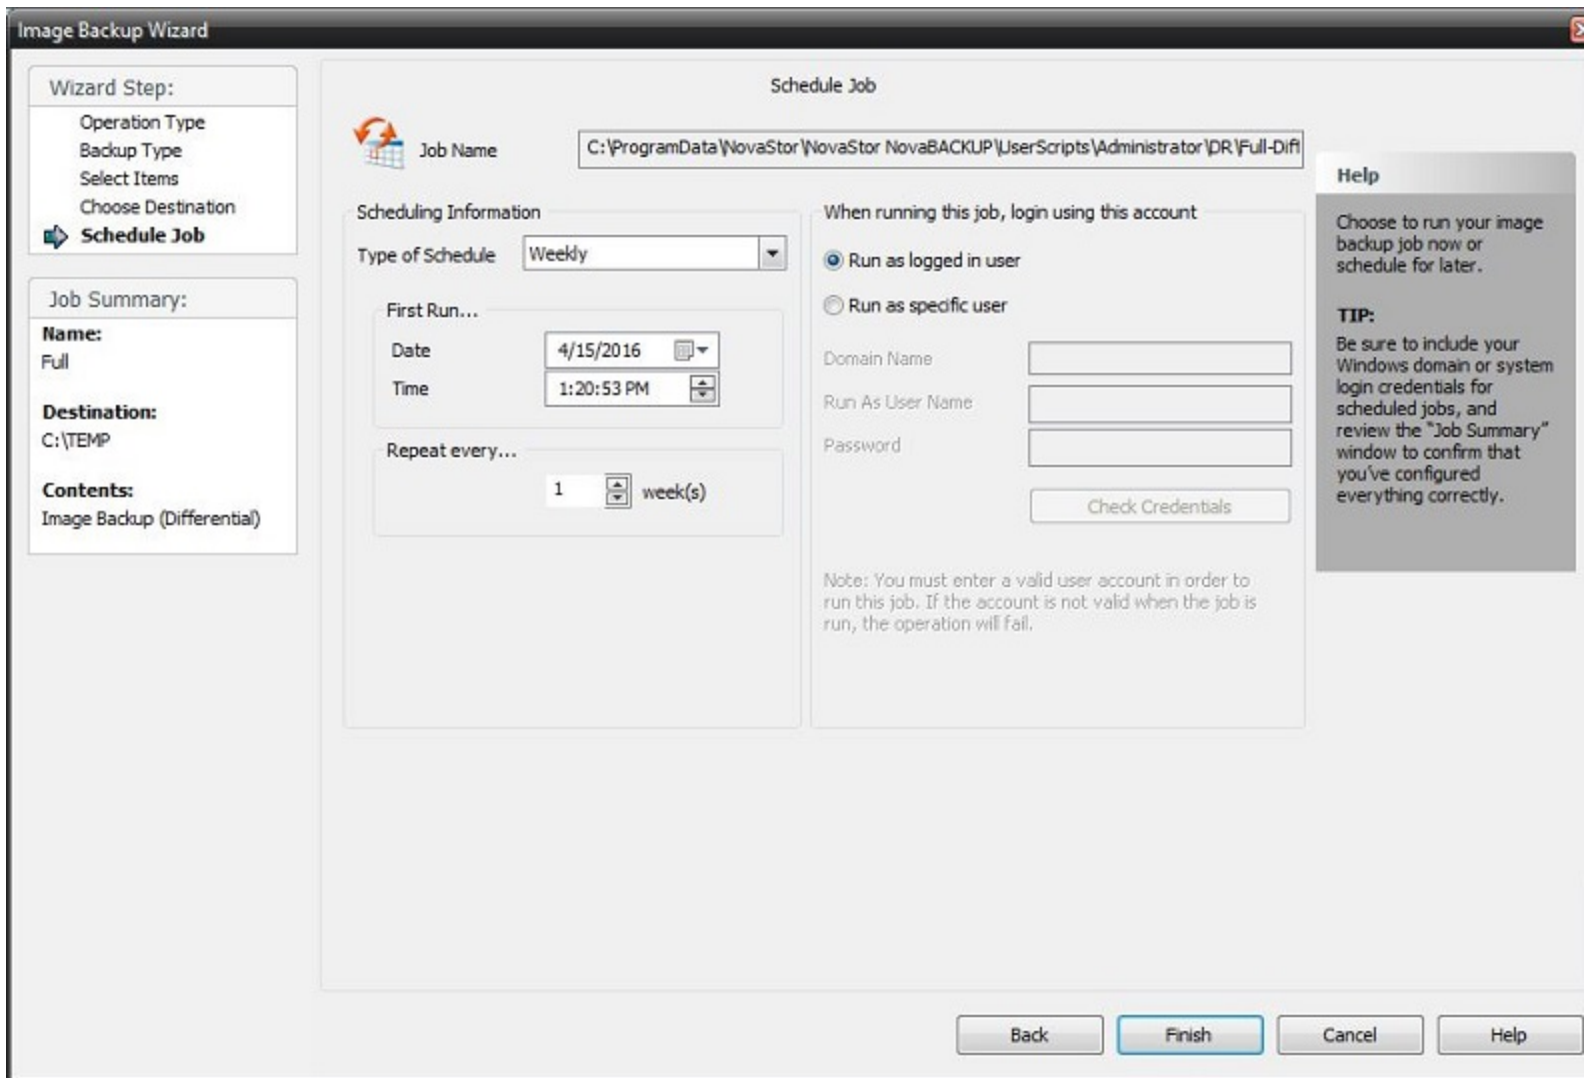 Image Backup Wizard
Wizard Step:
Operation Type
Backup Type
Select Items
Choose Destination
Schedule Job
Job Summary:
Name:
Full
Destination:
C:\TEMP
Contents:
Image Backup (Differential)
Schedule Job
Job Name
C:\ProgramData\NovaStor\NovaStor NovaBACKUP\UserScripts\Administrator\DR\Full-Diff
Scheduling Information
Type of Schedule
Weekly
First Run...
Date
4/15/2016
Time
1:20:53 PM
Repeat every...
1
week(s)
When running this job, login using this account
Run as logged in user
Run as specific user
Domain Name
Run As User Name
Password
Check Credentials
Note: You must enter a valid user account in order to
run this job. If the account is not valid when the job is
run, the operation will fail.
Help
Choose to run your image
backup job now or
schedule for later.
TIP:
Be sure to include your
Windows domain or system
login credentials for
scheduled jobs, and
review the “Job Summary”
window to confirm that
you’ve configured
everything correctly.
Back
Finish
Cancel
Help